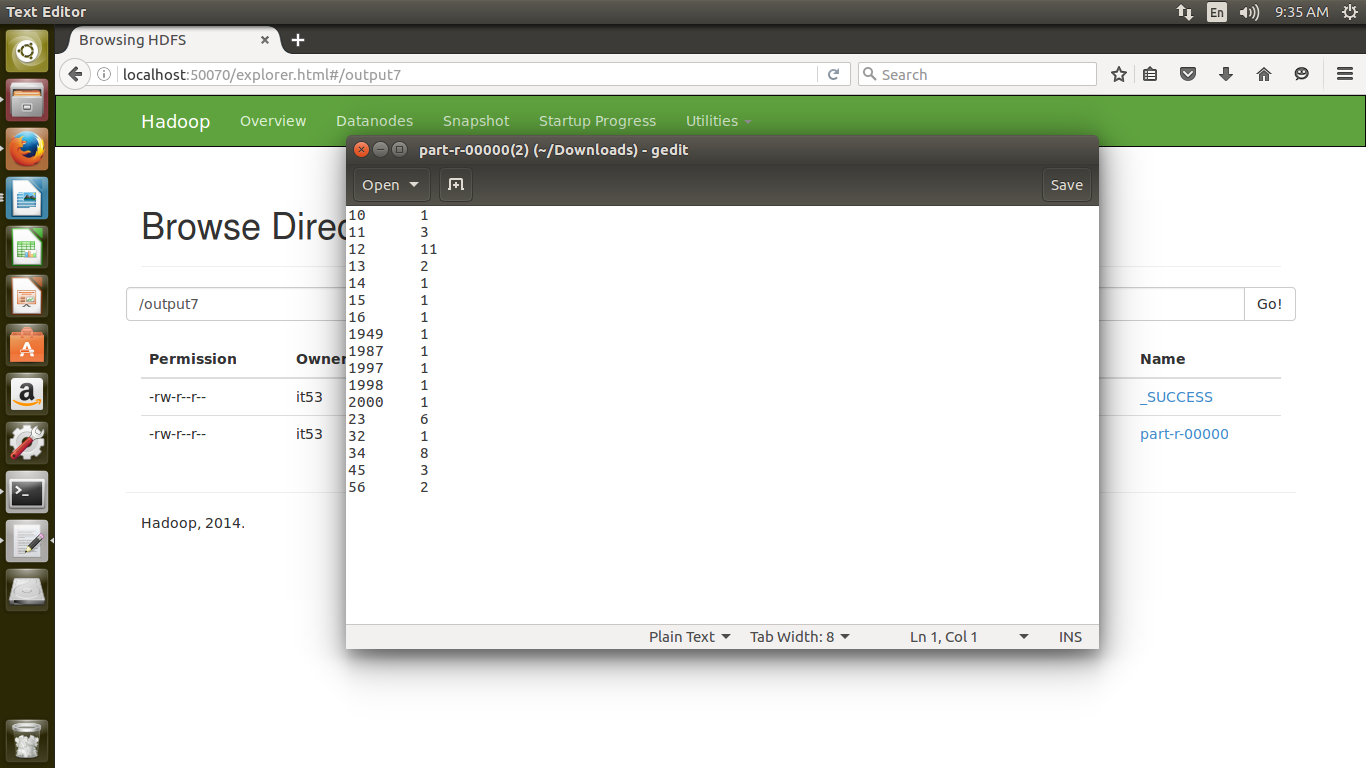 Text Editor
En
9:35 AM
Browsing HDFS
localhost:50070/explorer.html#/output7
Search
Hadoop Overview Datanodes Snapshot Startup Progress Utilities
part-r-00000(2) (~/Downloads) - gedit
Open
Save
10 1
11 3
12 11
13 2
14 1
15 1
16 1
1949 1
1987 1
1997 1
1998 1
2000 1
23 6
32 1
34 8
45 3
56 2
Plain Text Tab Width: 8 Ln 1, Col 1 INS
Browse Direc
/output7
Go!
Permission Owne Name
-rw-r--r-- it53 _SUCCESS
-rw-r--r-- it53 part-r-00000
Hadoop, 2014.